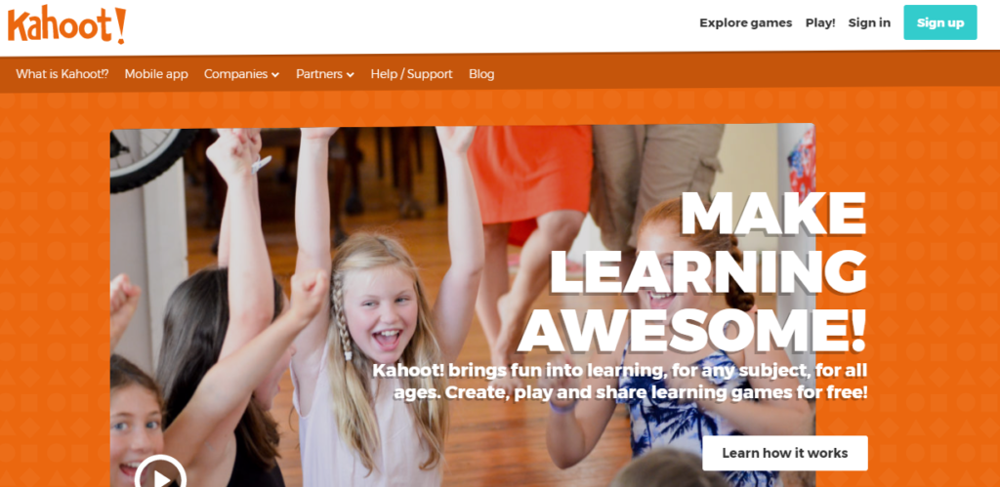 Kahoot!
Explore games Play! Sign in Sign up
What is Kahoot!? Mobile app Companies Partners Help / Support Blog
MAKE
LEARNING
AWESOME!
Kahoot! brings fun into learning, for any subject, for all
ages. Create, play and share learning games for free!
Learn how it works